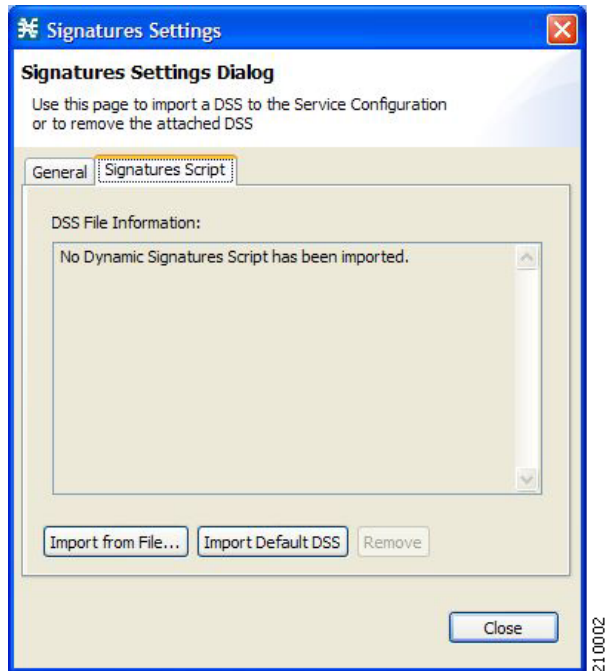 Signatures Settings
Signatures Settings Dialog
Use this page to import a DSS to the Service Configuration
or to remove the attached DSS
General
Signatures Script
DSS File Information:
No Dynamic Signatures Script has been imported.
Import from File...
Import Default DSS
Remove
Close
210002